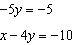 −5y = −5
x − 4y = −10